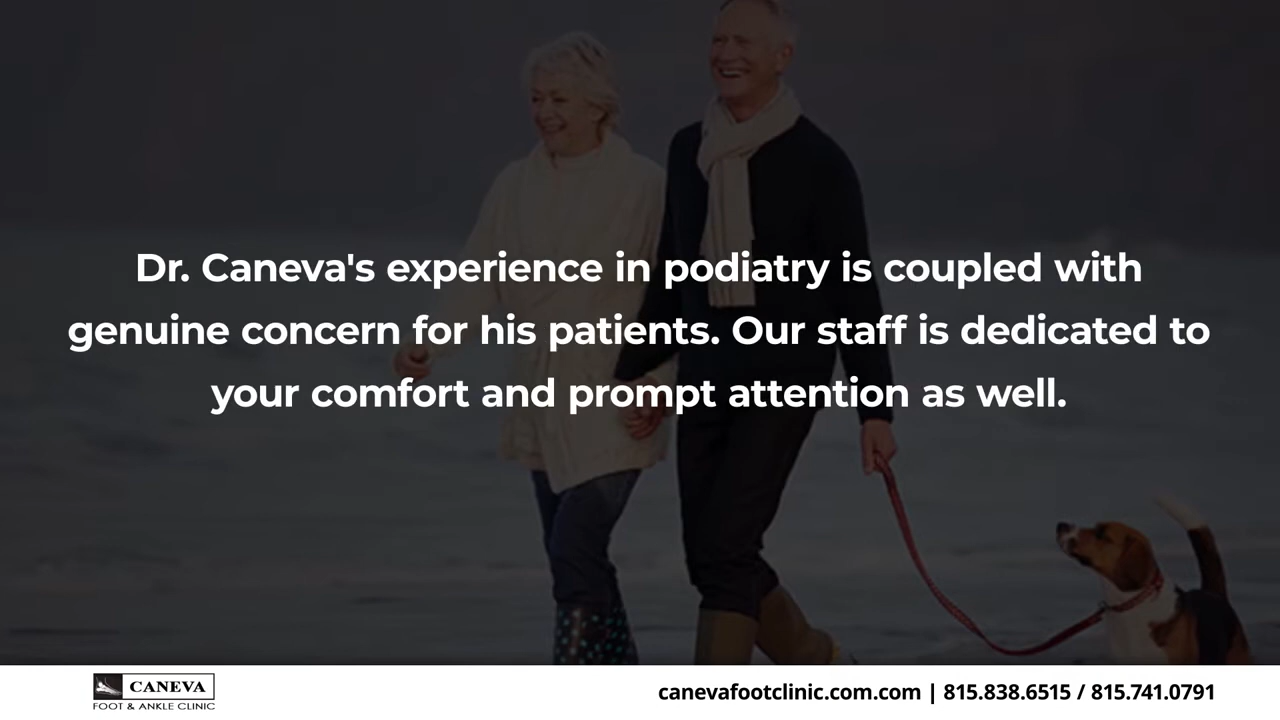 Dr. Caneva's experience in podiatry is coupled with
genuine concern for his patients. Our staff is dedicated to
your comfort and prompt attention as well.
CANEVA
FOOT & ANKLE CLINIC
canevafootclinic.com.com | 815.838.6515 / 815.741.0791